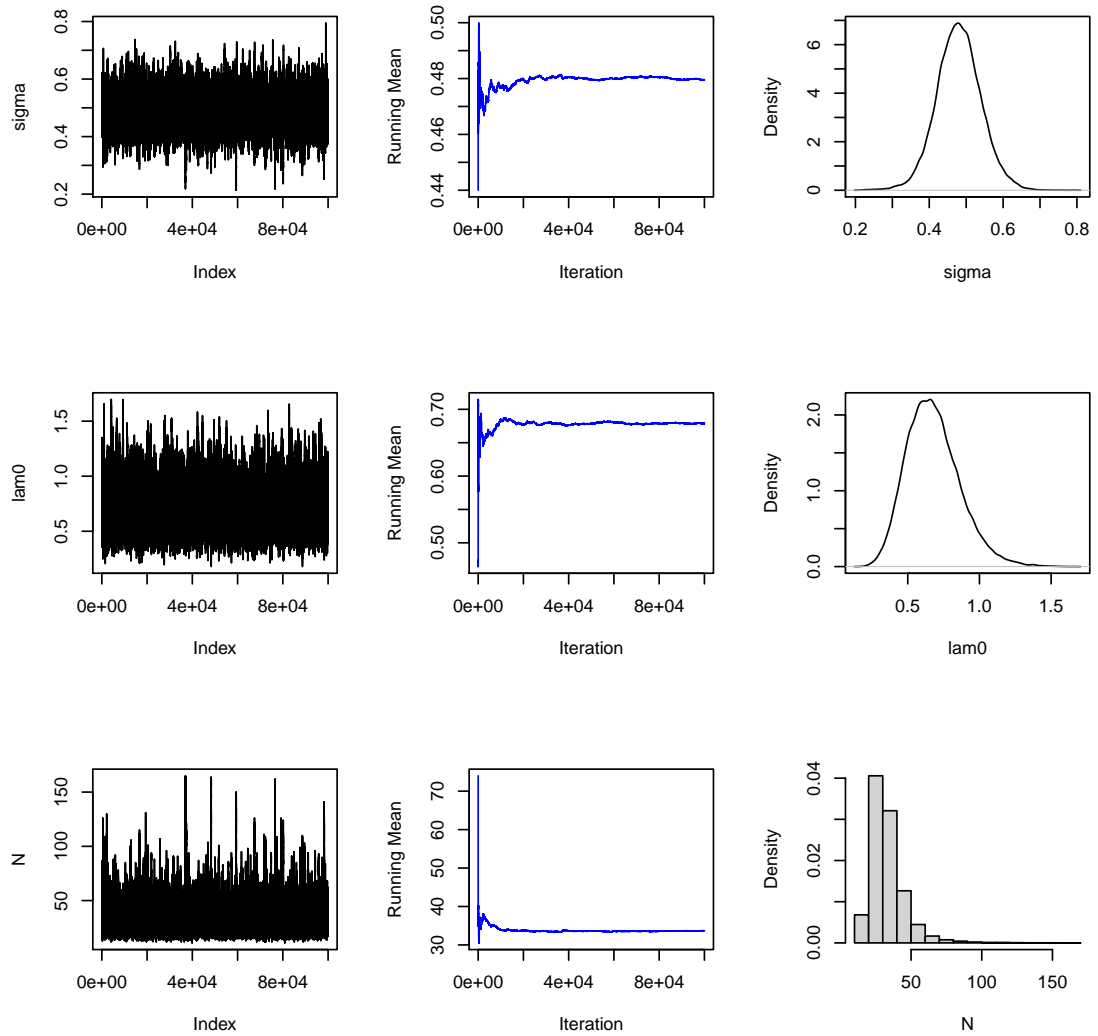 sigma
0.2 0.4 0.6 0.8
0e+00 4e+04 8e+04
Index
Running Mean
0.44 0.46 0.48 0.50
0e+00 4e+04 8e+04
Iteration
Density
0 2 4 6
0.2 0.4 0.6 0.8
sigma
lam0
0.5 1.0 1.5
0e+00 4e+04 8e+04
Index
Running Mean
0.50 0.60 0.70
0e+00 4e+04 8e+04
Iteration
Density
0.0 1.0 2.0
0.5 1.0 1.5
lam0
N
50 100 150
0e+00 4e+04 8e+04
Index
Running Mean
30 40 50 60 70
0e+00 4e+04 8e+04
Iteration
Density
0.00 0.02 0.04
50 100 150
N